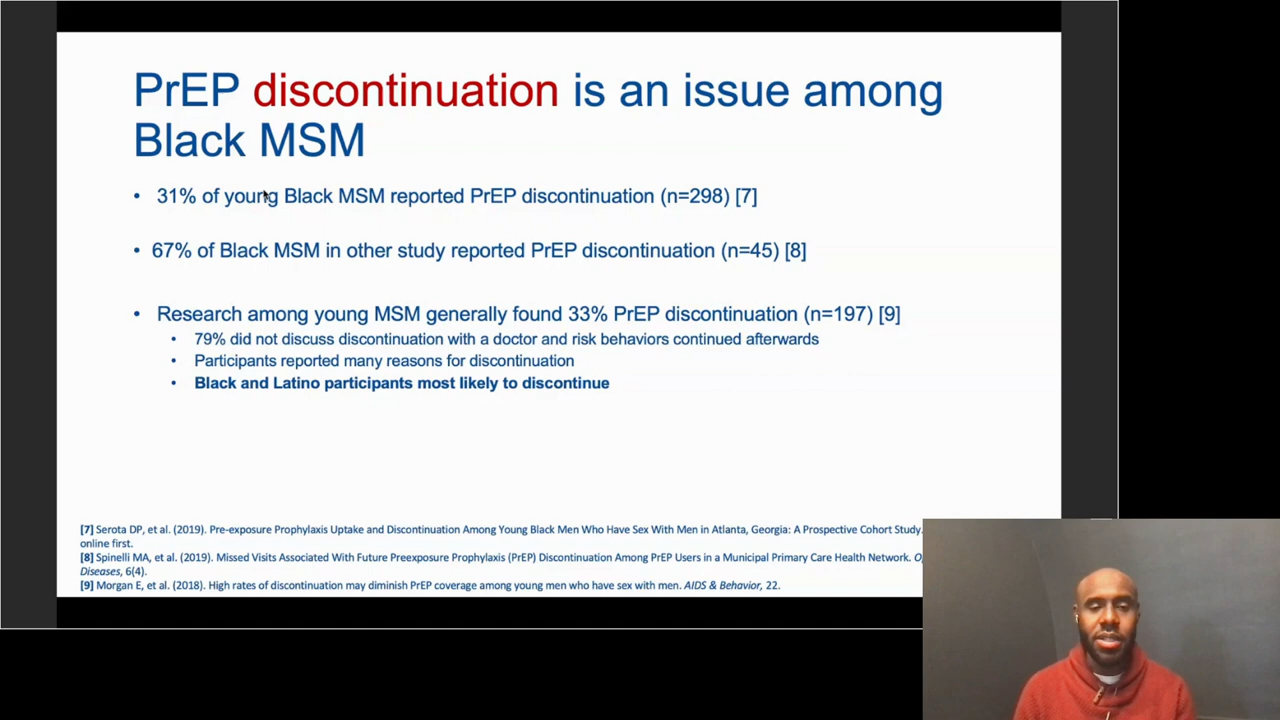 PrEP discontinuation is an issue among
Black MSM
• 31% of young Black MSM reported PrEP discontinuation (n=298) [7]
• 67% of Black MSM in other study reported PrEP discontinuation (n=45) [8]
• Research among young MSM generally found 33% PrEP discontinuation (n=197) [9]
• 79% did not discuss discontinuation with a doctor and risk behaviors continued afterwards
• Participants reported many reasons for discontinuation
• Black and Latino participants most likely to discontinue
[7] Serota DP, et al. (2019). Pre-exposure Prophylaxis Uptake and Discontinuation Among Young Black Men Who Have Sex With Men in Atlanta, Georgia: A Prospective Cohort Study.
online first.
[8] Spinelli MA, et al. (2019). Missed Visits Associated With Future Preexposure Prophylaxis (PrEP) Discontinuation Among PrEP Users in a Municipal Primary Care Health Network.
Diseases, 6(4).
[9] Morgan E, et al. (2018). High rates of discontinuation may diminish PrEP coverage among young men who have sex with men. AIDS & Behavior, 22.